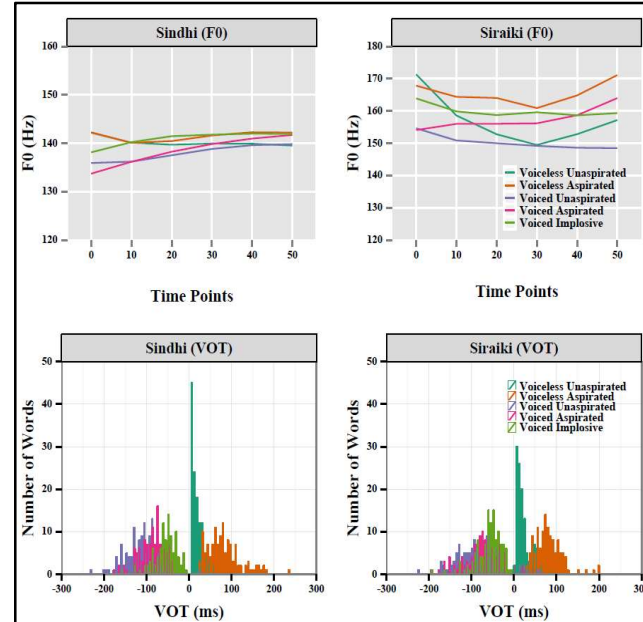 Sindhi (F0)
160
150
140
130
120
F0 (Hz)
0 10 20 30 40 50
Time Points
Siraiki (F0)
180
170
160
150
140
130
120
F0 (Hz)
Voiceless Unaspirated
Voiceless Aspirated
Voiced Unaspirated
Voiced Aspirated
Voiced Implosive
0 10 20 30 40 50
Time Points
Sindhi (VOT)
50
40
30
20
10
0
Number of Words
-300 -200 -100 0 100 200 300
VOT (ms)
Siraiki (VOT)
50
40
30
20
10
0
Number of Words
Voiceless Unaspirated
Voiceless Aspirated
Voiced Unaspirated
Voiced Aspirated
Voiced Implosive
-300 -200 -100 0 100 200 300
VOT (ms)